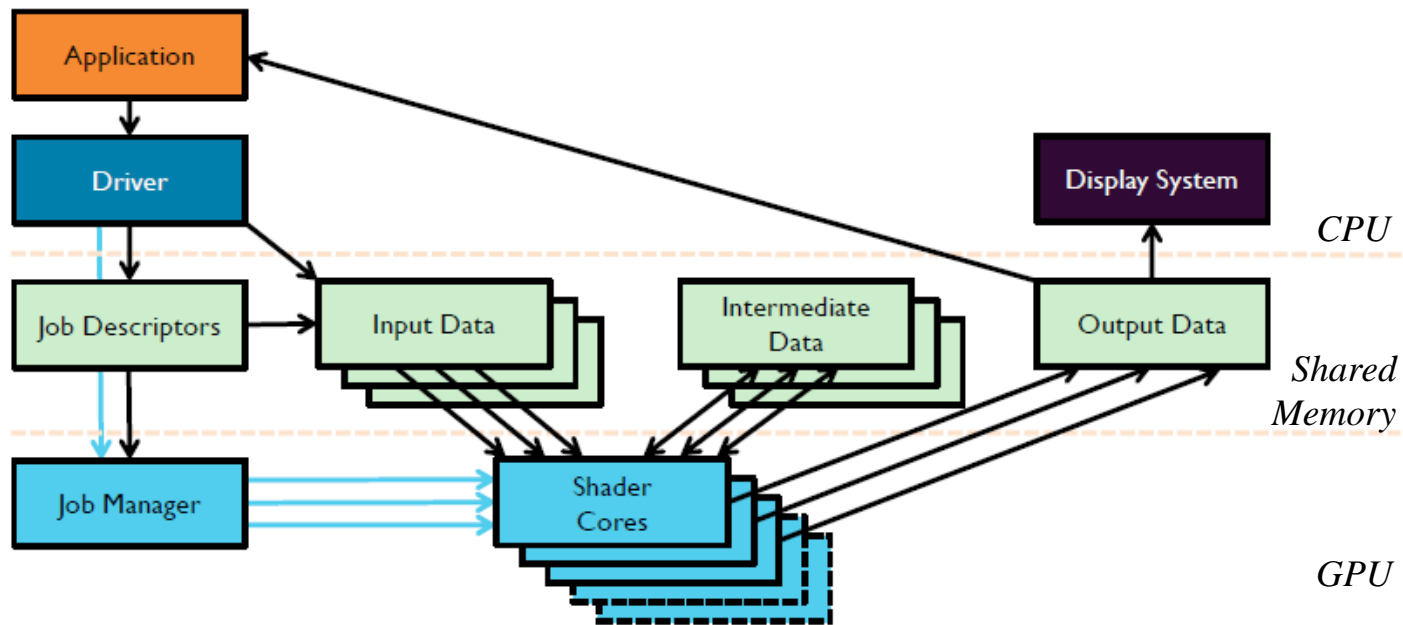 Application
Driver
Display System
CPU
Job Descriptors
Input Data
Intermediate
Data
Output Data
Shared
Memory
Job Manager
Shader
Cores
GPU